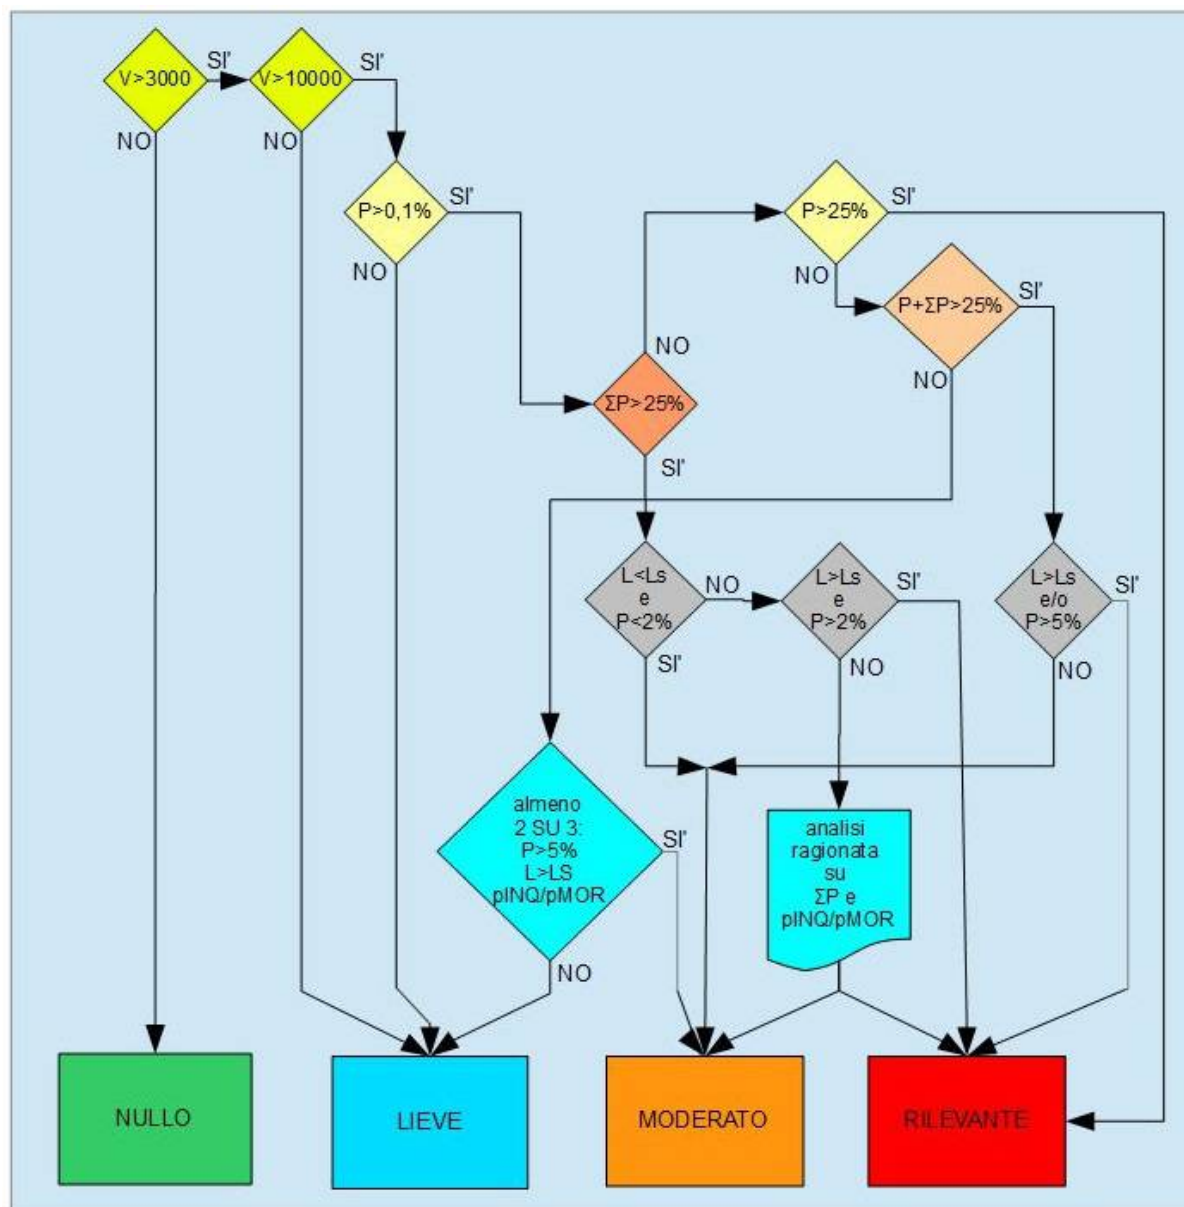 V>3000
SI'
V>10000
SI'
NO
NO
P>0,1%
SI'
NO
P>25%
SI'
NO
P+ΣP>25%
SI'
NO
NO
ΣP>25%
SI'
L<Ls
e
P<2%
NO
SI'
L>Ls
e
P>2%
SI'
NO
L>Ls
e/o
P>5%
SI'
NO
almeno
2 SU 3:
P>5%
L>LS
pINQ/pMOR
SI'
NO
analisi
ragionata
su
ΣP e
pINQ/pMOR
NULLO
LIEVE
MODERATO
RILEVANTE